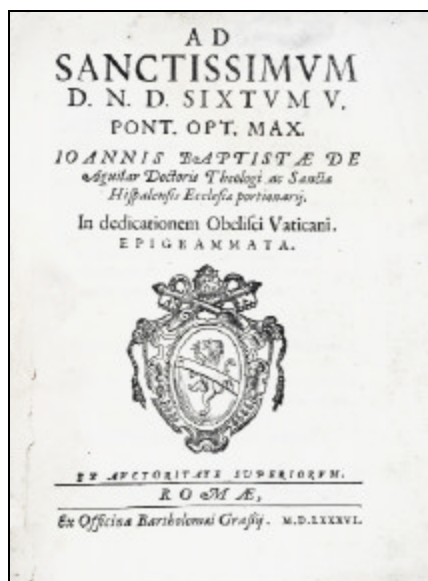 AD
SANCTISSIMVM
D. N. D. SIXTVM V.
PONT. OPT. MAX.
IOANNIS BAPTISTÆ DE
Aguilar Doctoris Theologi ac Sanctæ
Hispalensis Ecclesiæ portionarij.
In dedicationem Obelisci Vaticani.
EPIGRAMMATA.
EX AVCTORITATE SVPERIORVM.
ROMÆ,
Ex Officina Bartholomæi Grassij. M.D.LXXXVI.